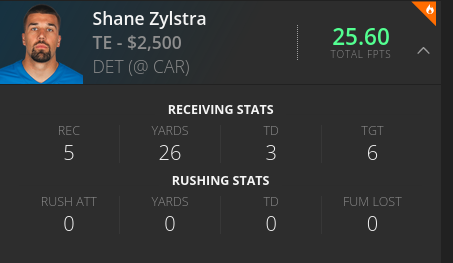 Shane Zylstra
TE - $2,500
DET (@ CAR)
25.60
TOTAL FPTS
RECEIVING STATS
REC YARDS TD TGT
5 26 3 6
RUSHING STATS
RUSH ATT YARDS TD FUM LOST
0 0 0 0